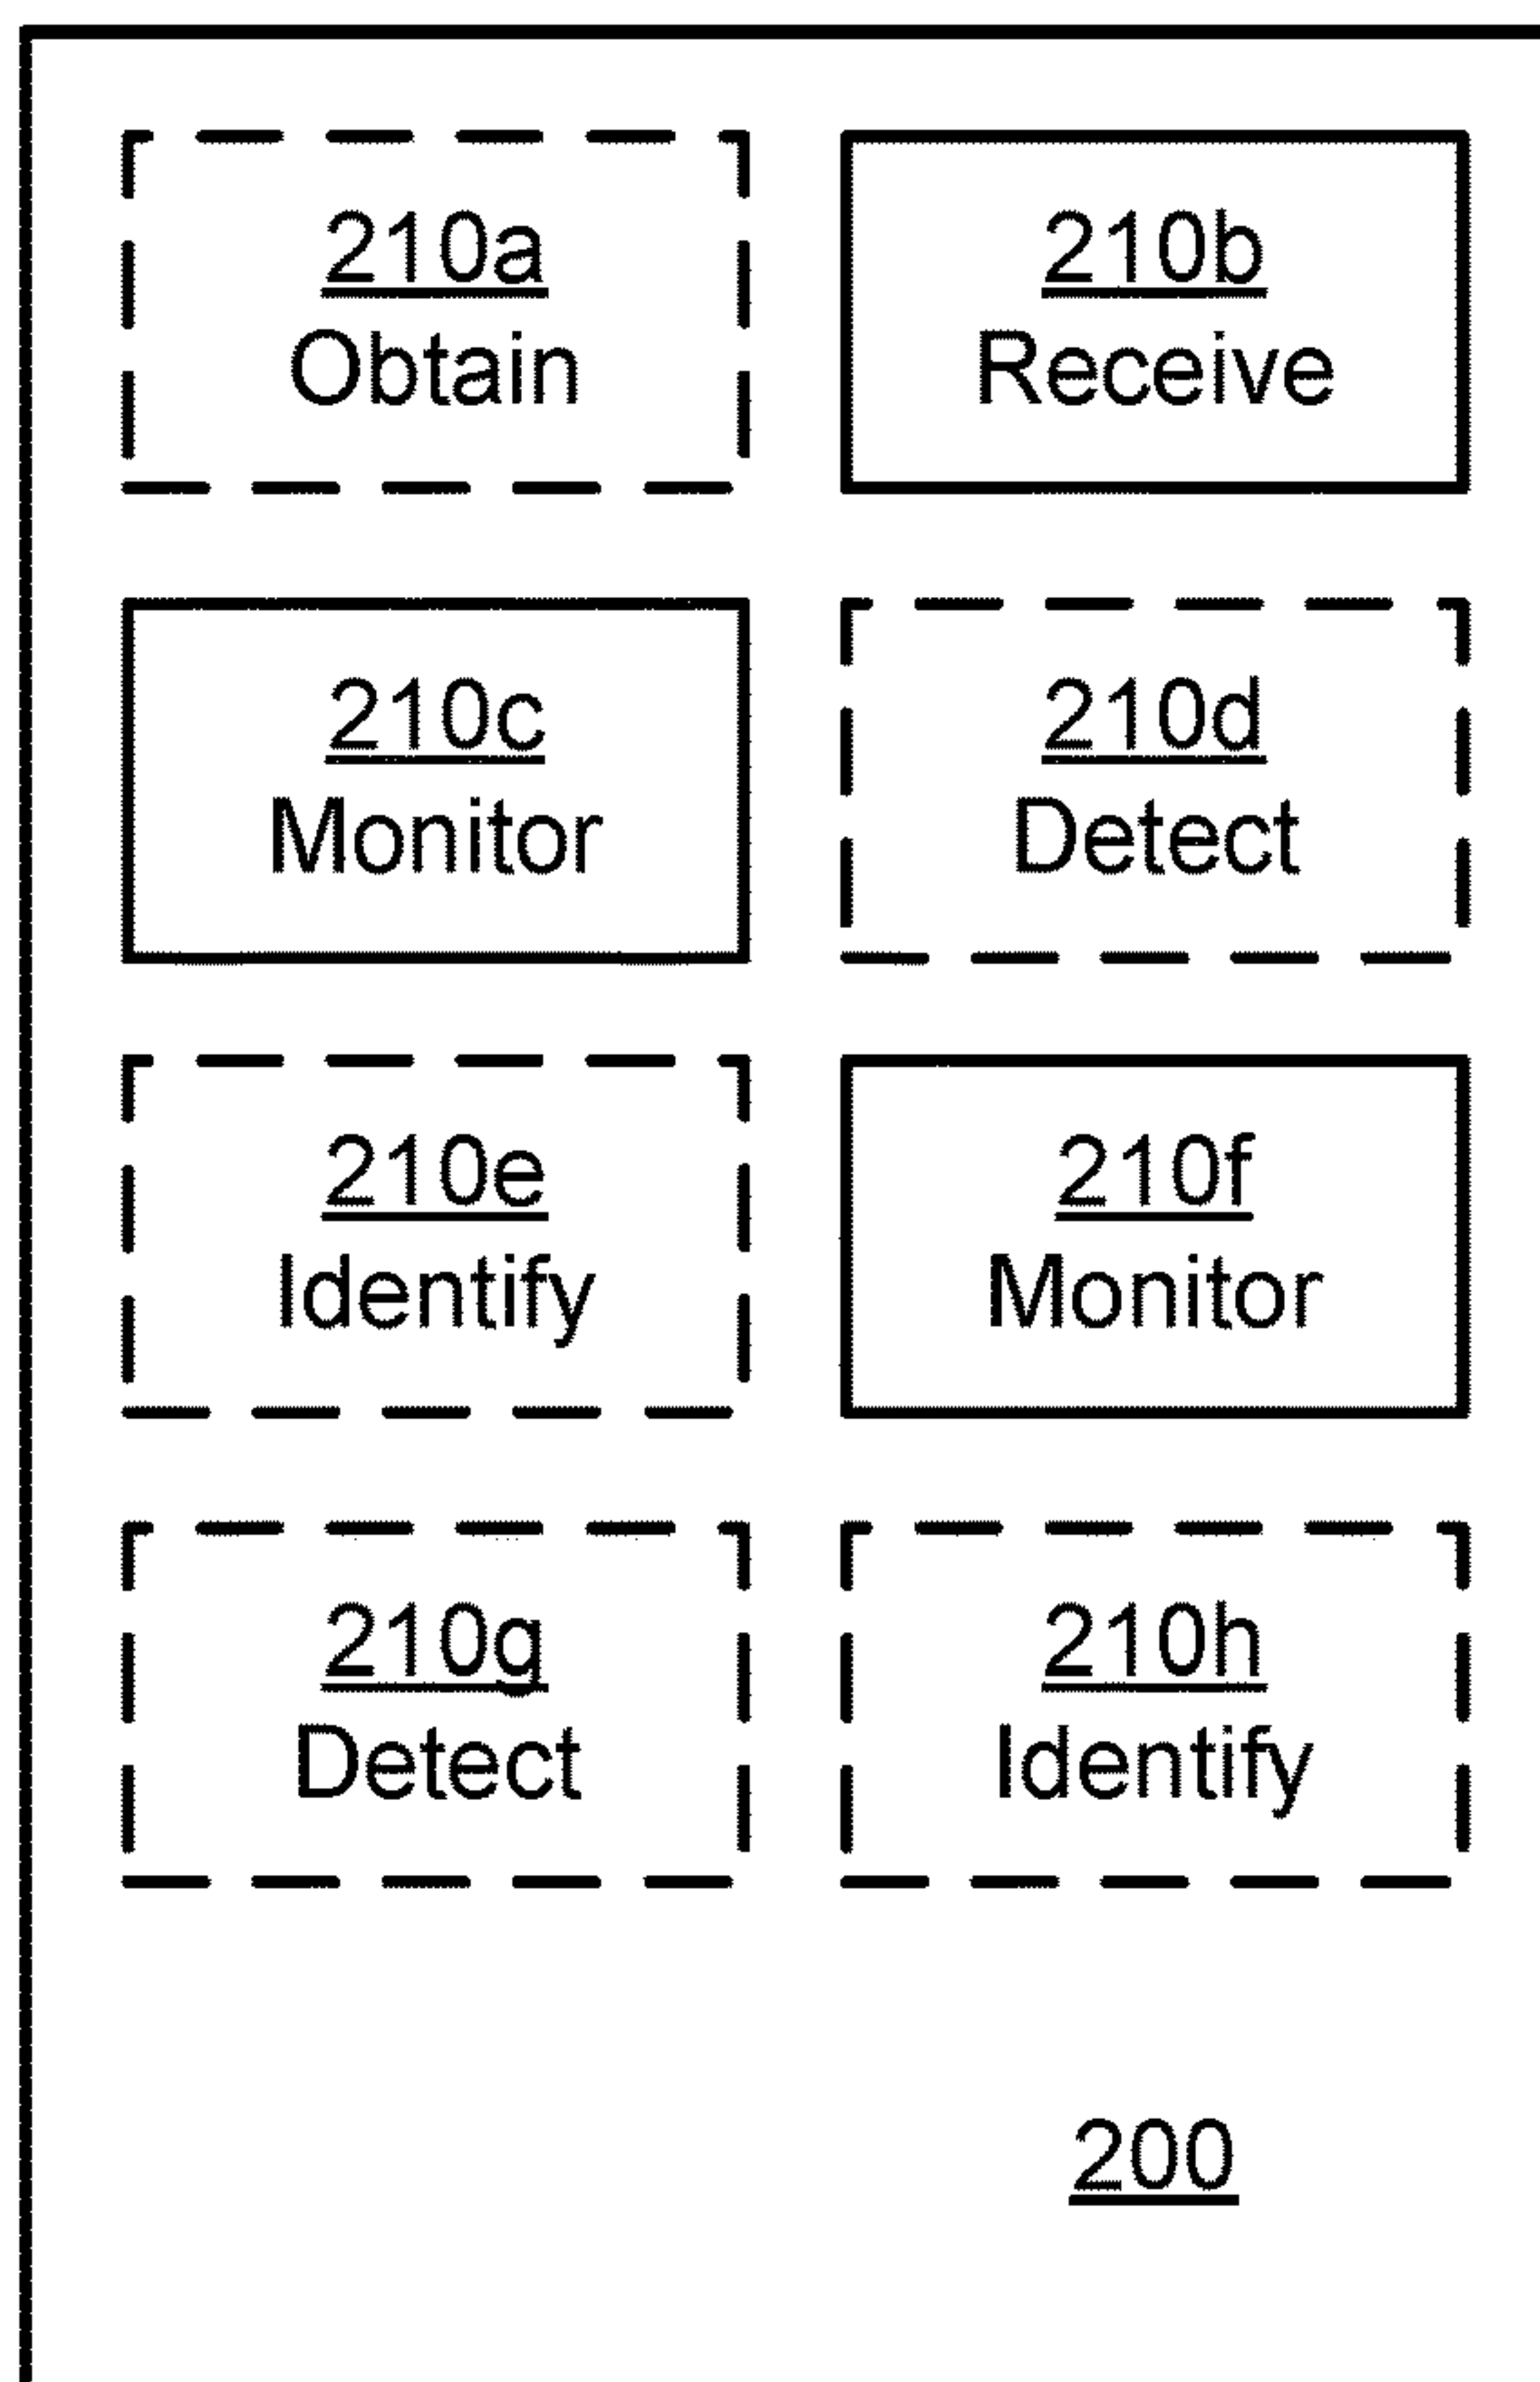 210a
Obtain
210b
Receive
210c
Monitor
210d
Detect
210e
Identify
210f
Monitor
210g
Detect
210h
Identify
200